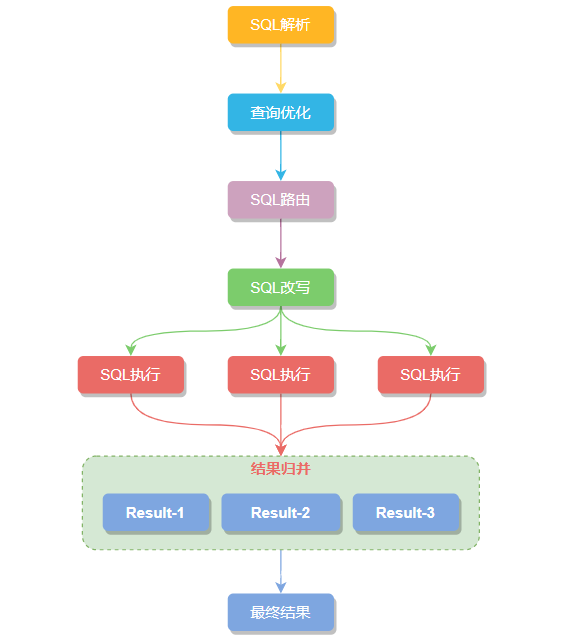 SQL解析
查询优化
SQL路由
SQL改写
SQL执行
SQL执行
SQL执行
结果归并
Result-1
Result-2
Result-3
最终结果